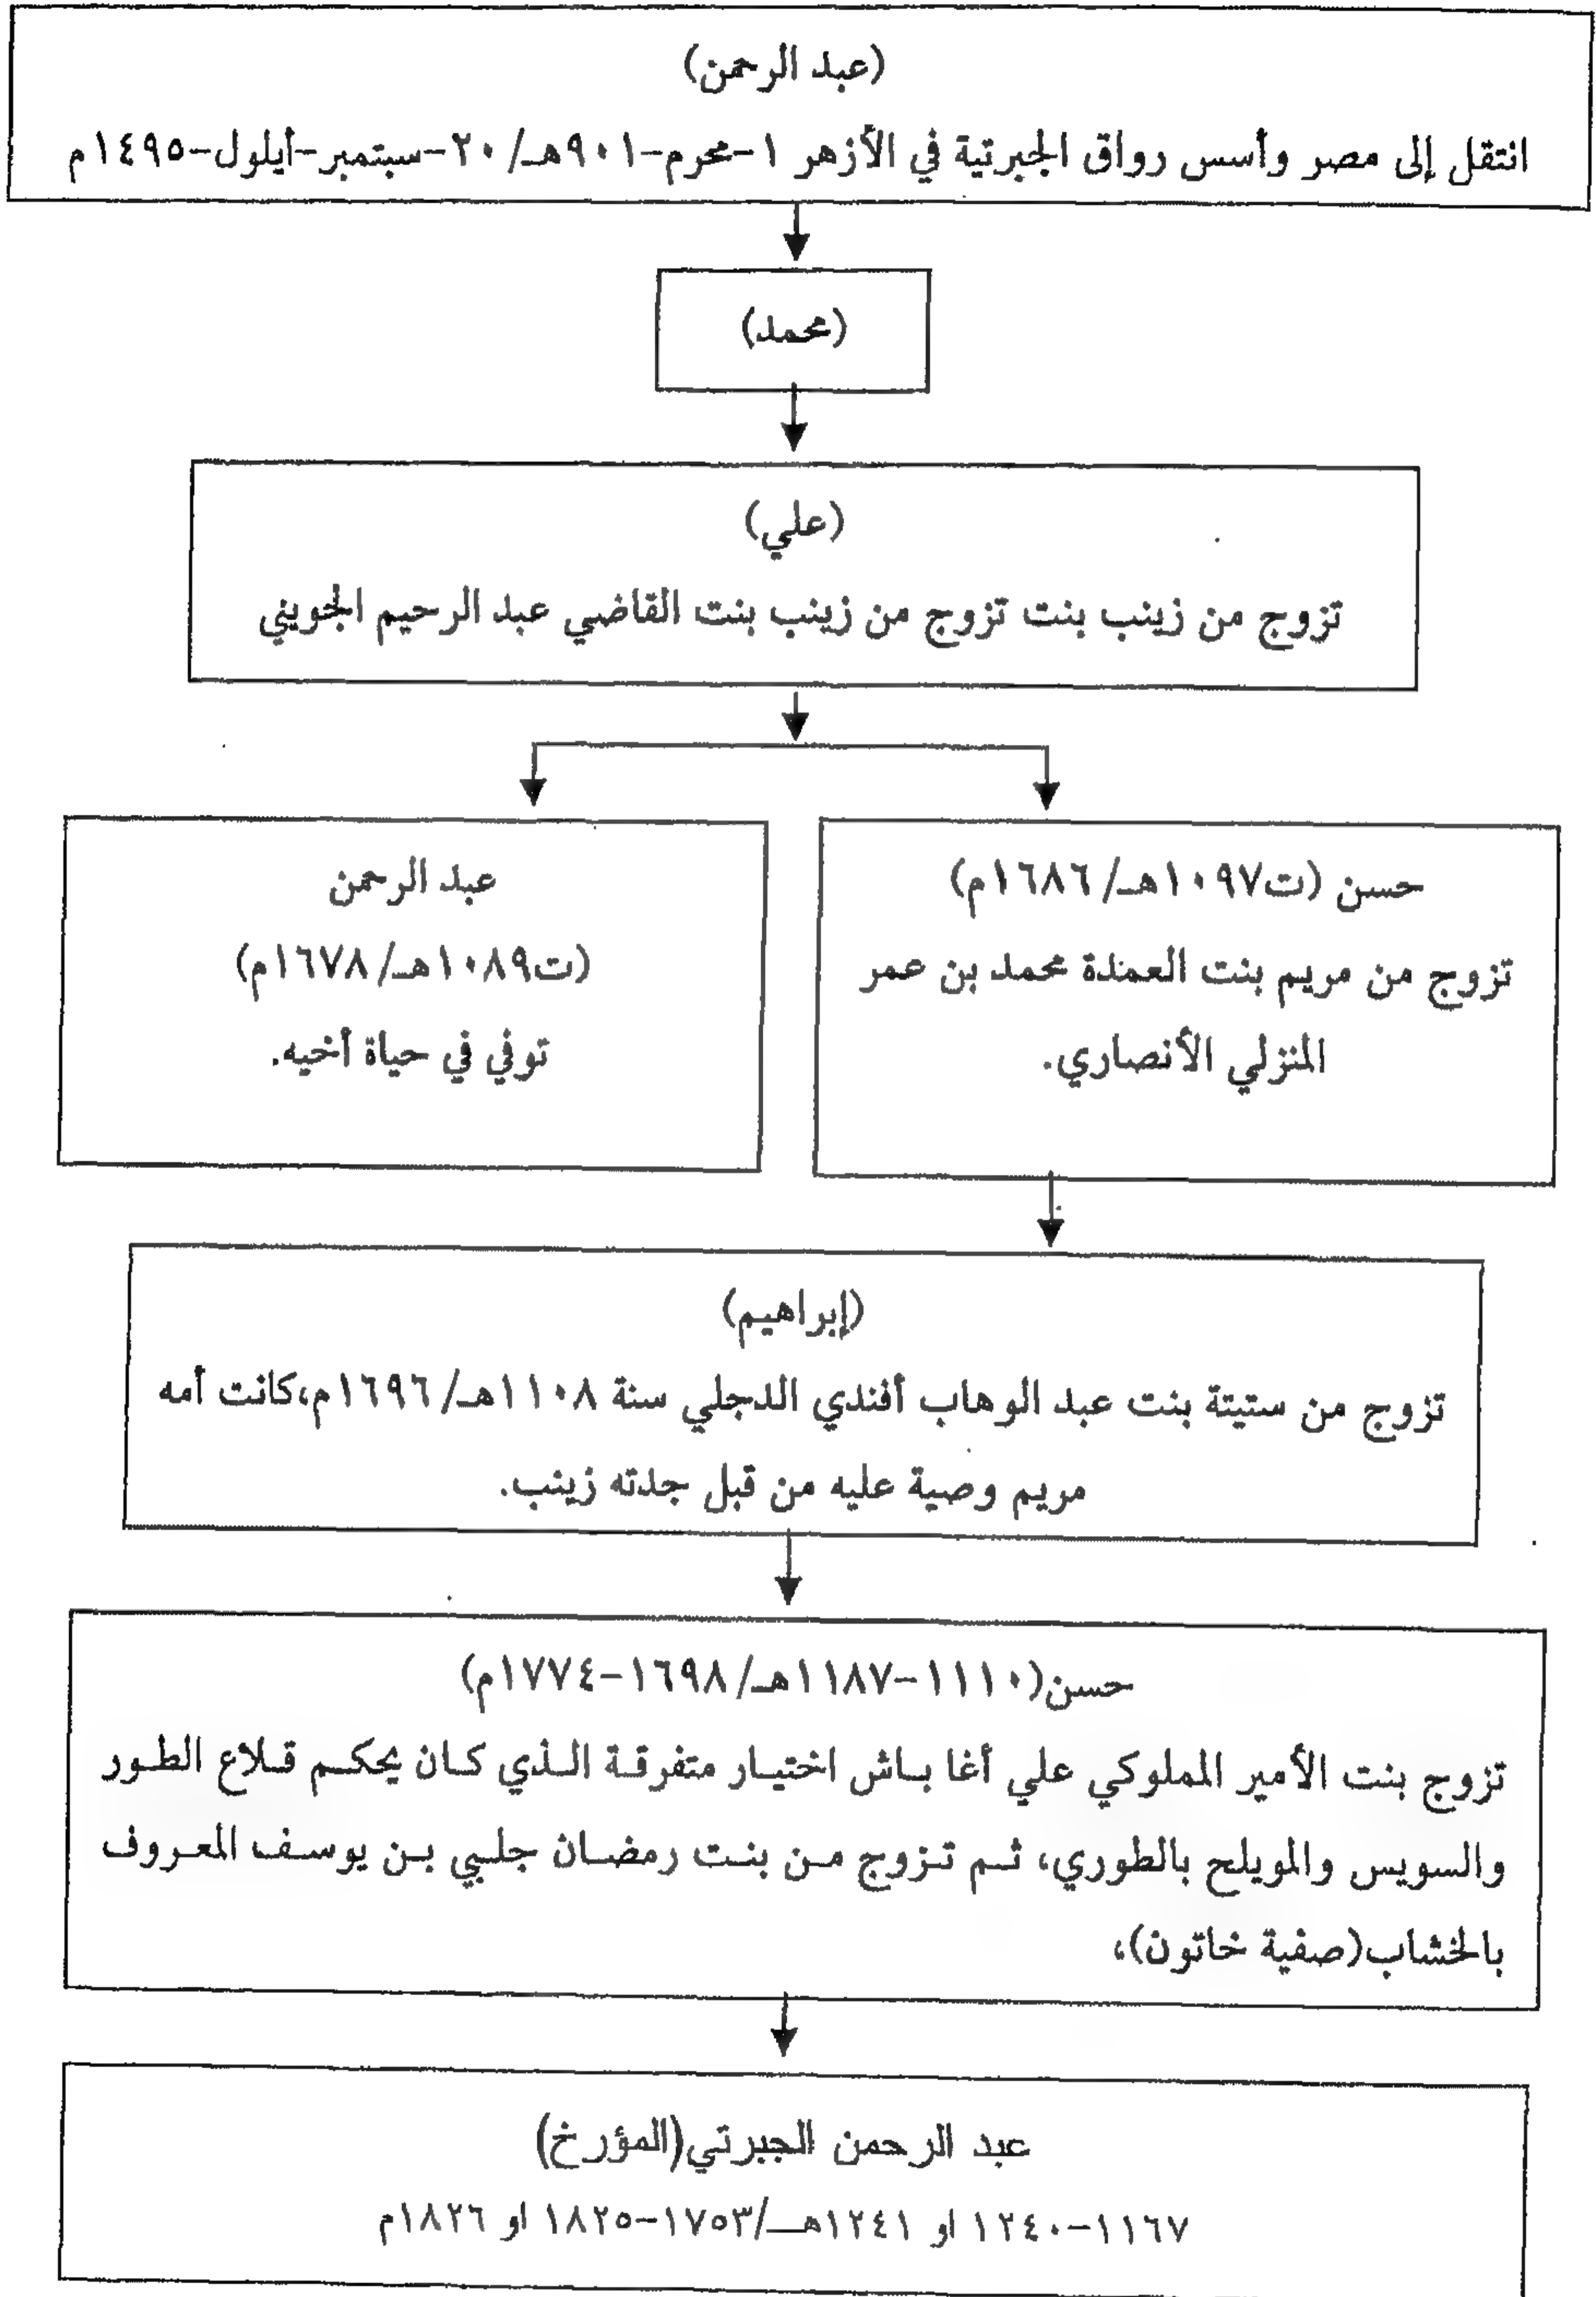 (عبد الرحمن)
انتقل إلى مصر وأسس رواق الجبرتية في الأزهر ١-محرم-٩٠١هـ/ ٢٠-سبتمبر-أيلول-١٤٩٥م
(محمد)
(علي)
تزوج من زينب بنت تزوج من زينب بنت القاضي عبد الرحيم الجويني
حسن (ت١٠٩٧هـ/ ١٦٨٦م)
تزوج من مريم بنت العمندة محمد بن عمر
المنزلي الأنصاري.
عبد الرحمن
(ت١٠٨٩هـ/ ١٦٧٨م)
توفي في حياة أخيه.
(إبراهيم)
تزوج من ستيتة بنت عبد الوهاب أفندي الدجلي سنة ١١٠٨هـ/ ١٦٩٦م،كانت أمه
مريم وصية عليه من قبل جدته زينب.
حسن(١١١٠-١١٨٧هـ/ ١٦٩٨-١٧٧٤م)
تزوج بنت الأمير المملوكي علي أغا باش اختيار متفرقة الذي كان يحكم قلاع الطور
والسويس والمويلح بالطوري، ثم تزوج من بنت رمضان جلبي بن يوسف المعروف
بالخشاب(صفية خاتون)،
عبد الرحمن الجبرتي(المؤرخ)
١١٦٧-١٢٤٠ او ١٢٤١هـ/١٧٥٣-١٨٢٥ او ١٨٢٦م